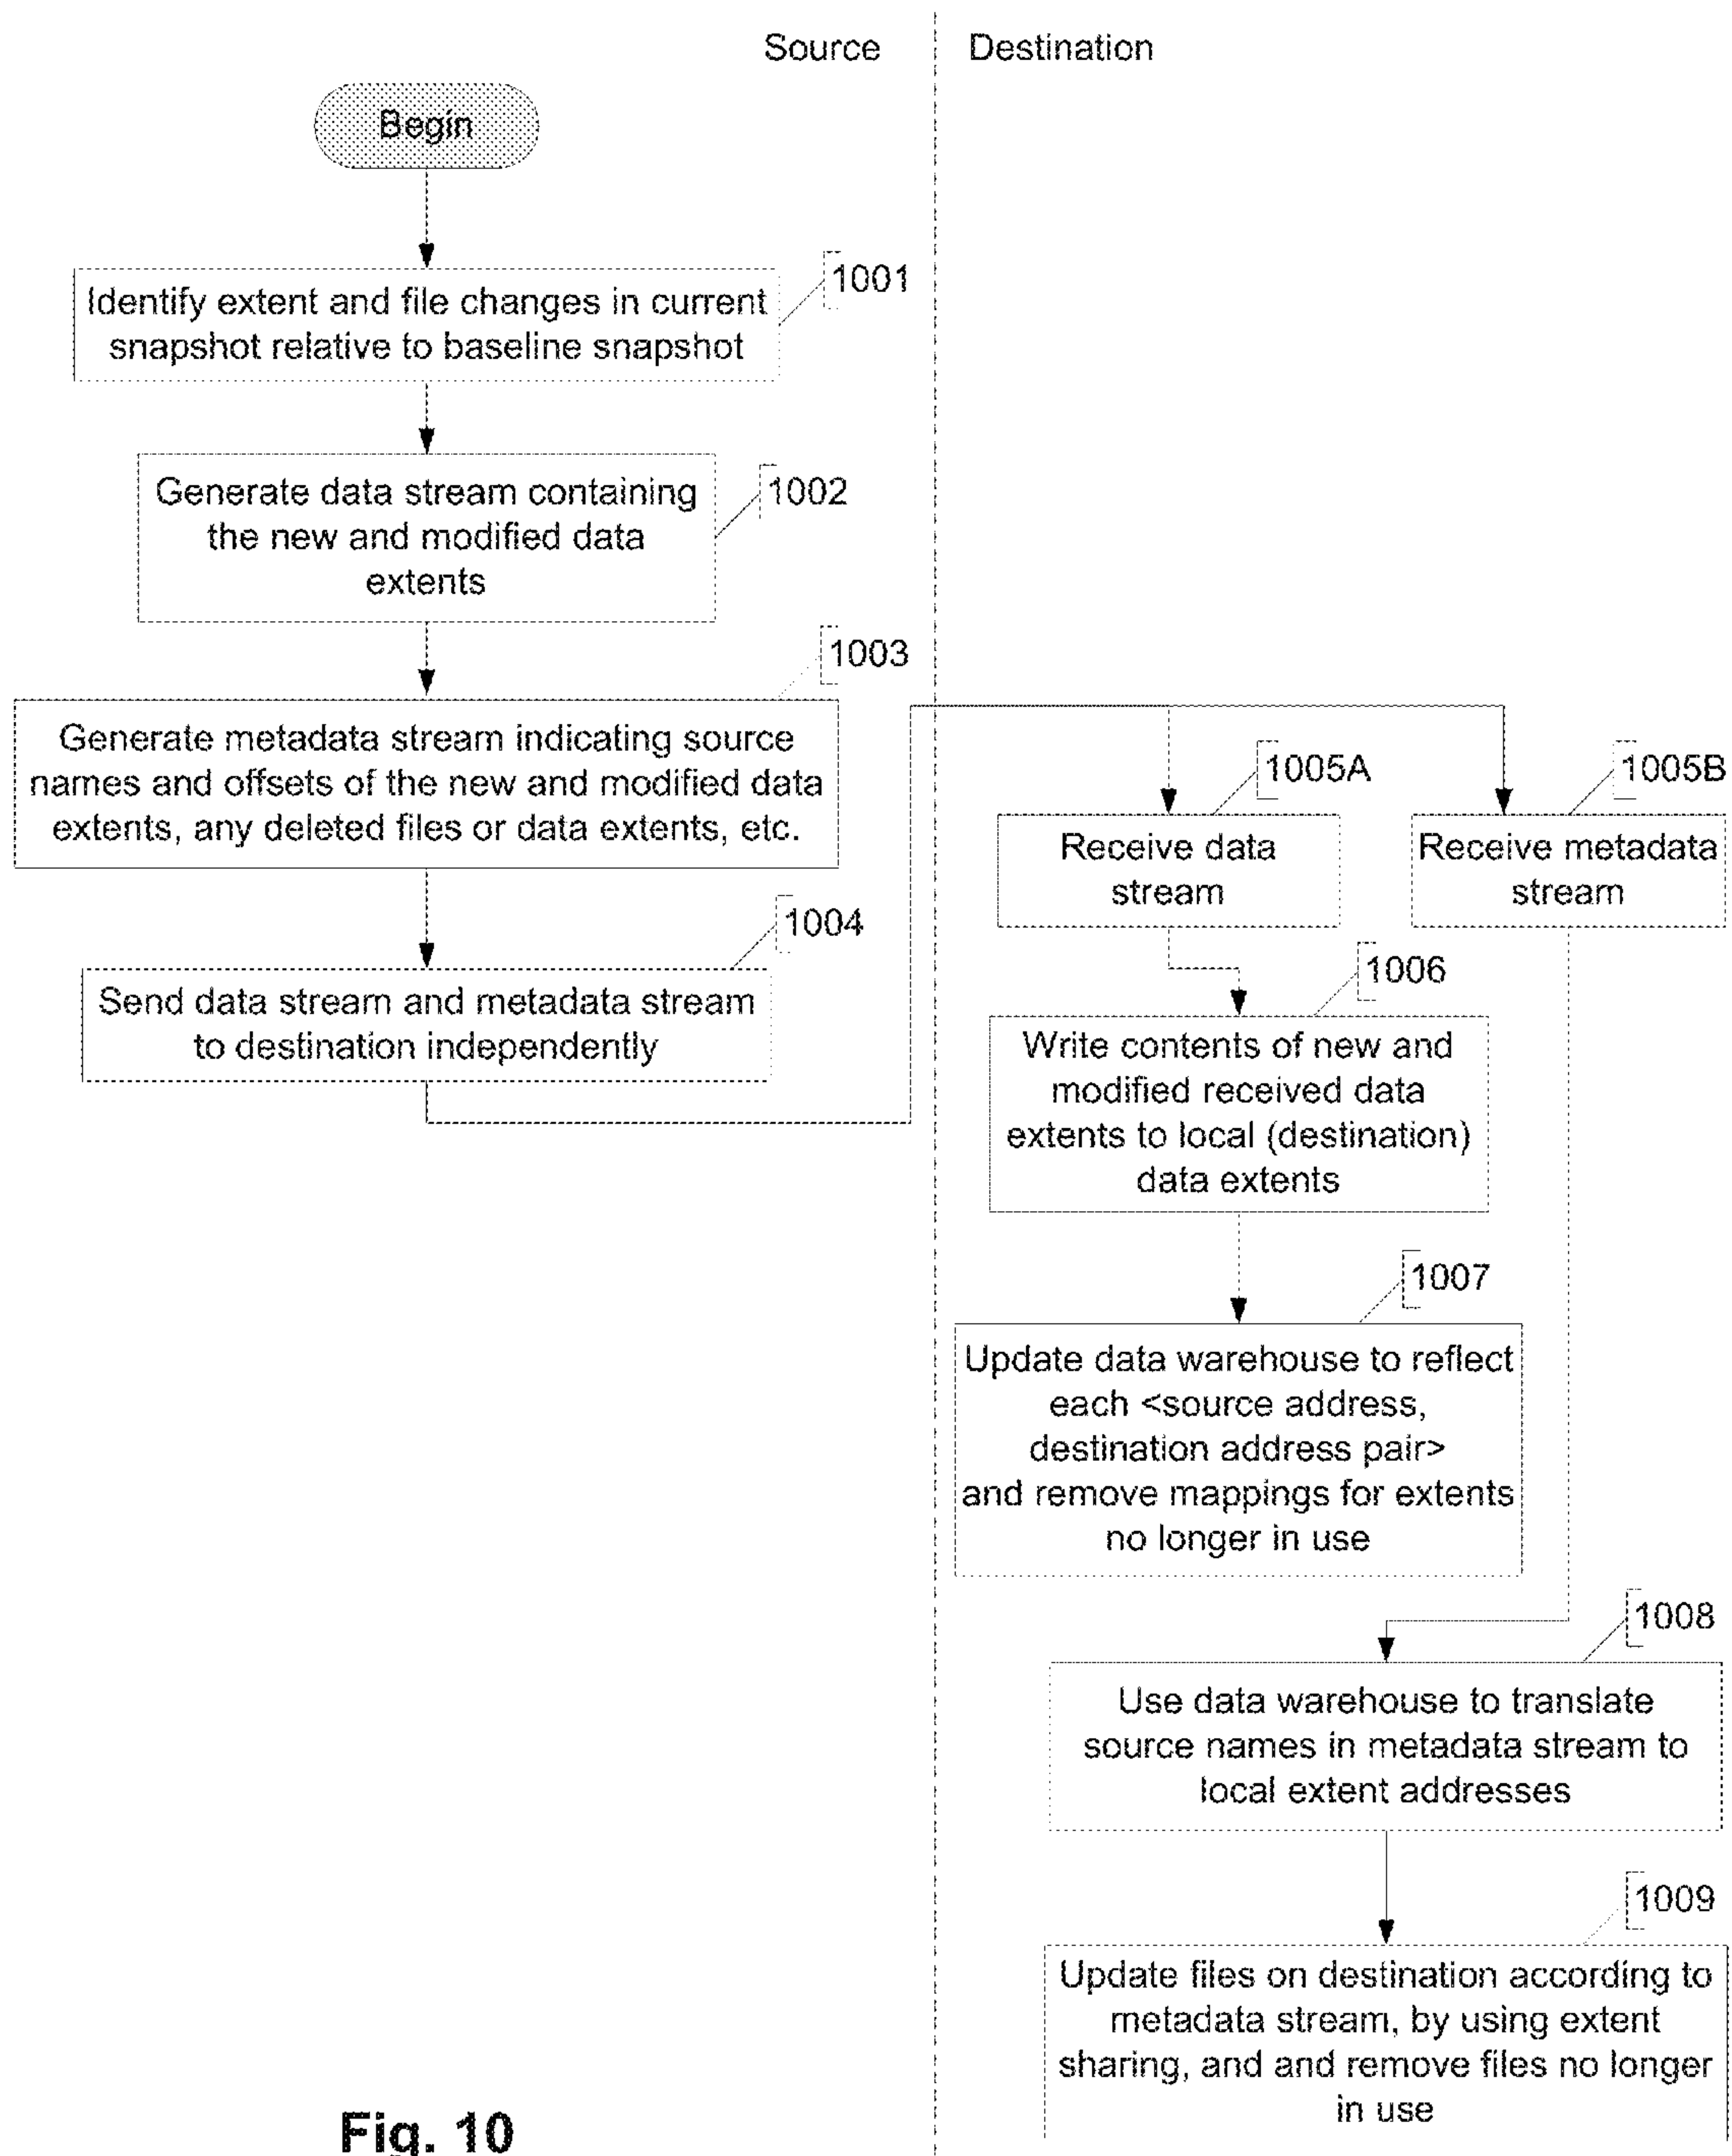 Source
Destination
Begin
1001
Identify extent and file changes in current
snapshot relative to baseline snapshot
1002
Generate data stream containing
the new and modified data
extents
1003
Generate metadata stream indicating source
names and offsets of the new and modified data
extents, any deleted files or data extents, etc.
1004
Send data stream and metadata stream
to destination independently
1005A
Receive data
stream
1005B
Receive metadata
stream
1006
Write contents of new and
modified received data
extents to local (destination)
data extents
1007
Update data warehouse to reflect
each <source address,
destination address pair>
and remove mappings for extents
no longer in use
1008
Use data warehouse to translate
source names in metadata stream to
local extent addresses
1009
Update files on destination according to
metadata stream, by using extent
sharing, and and remove files no longer
in use
Fig. 10